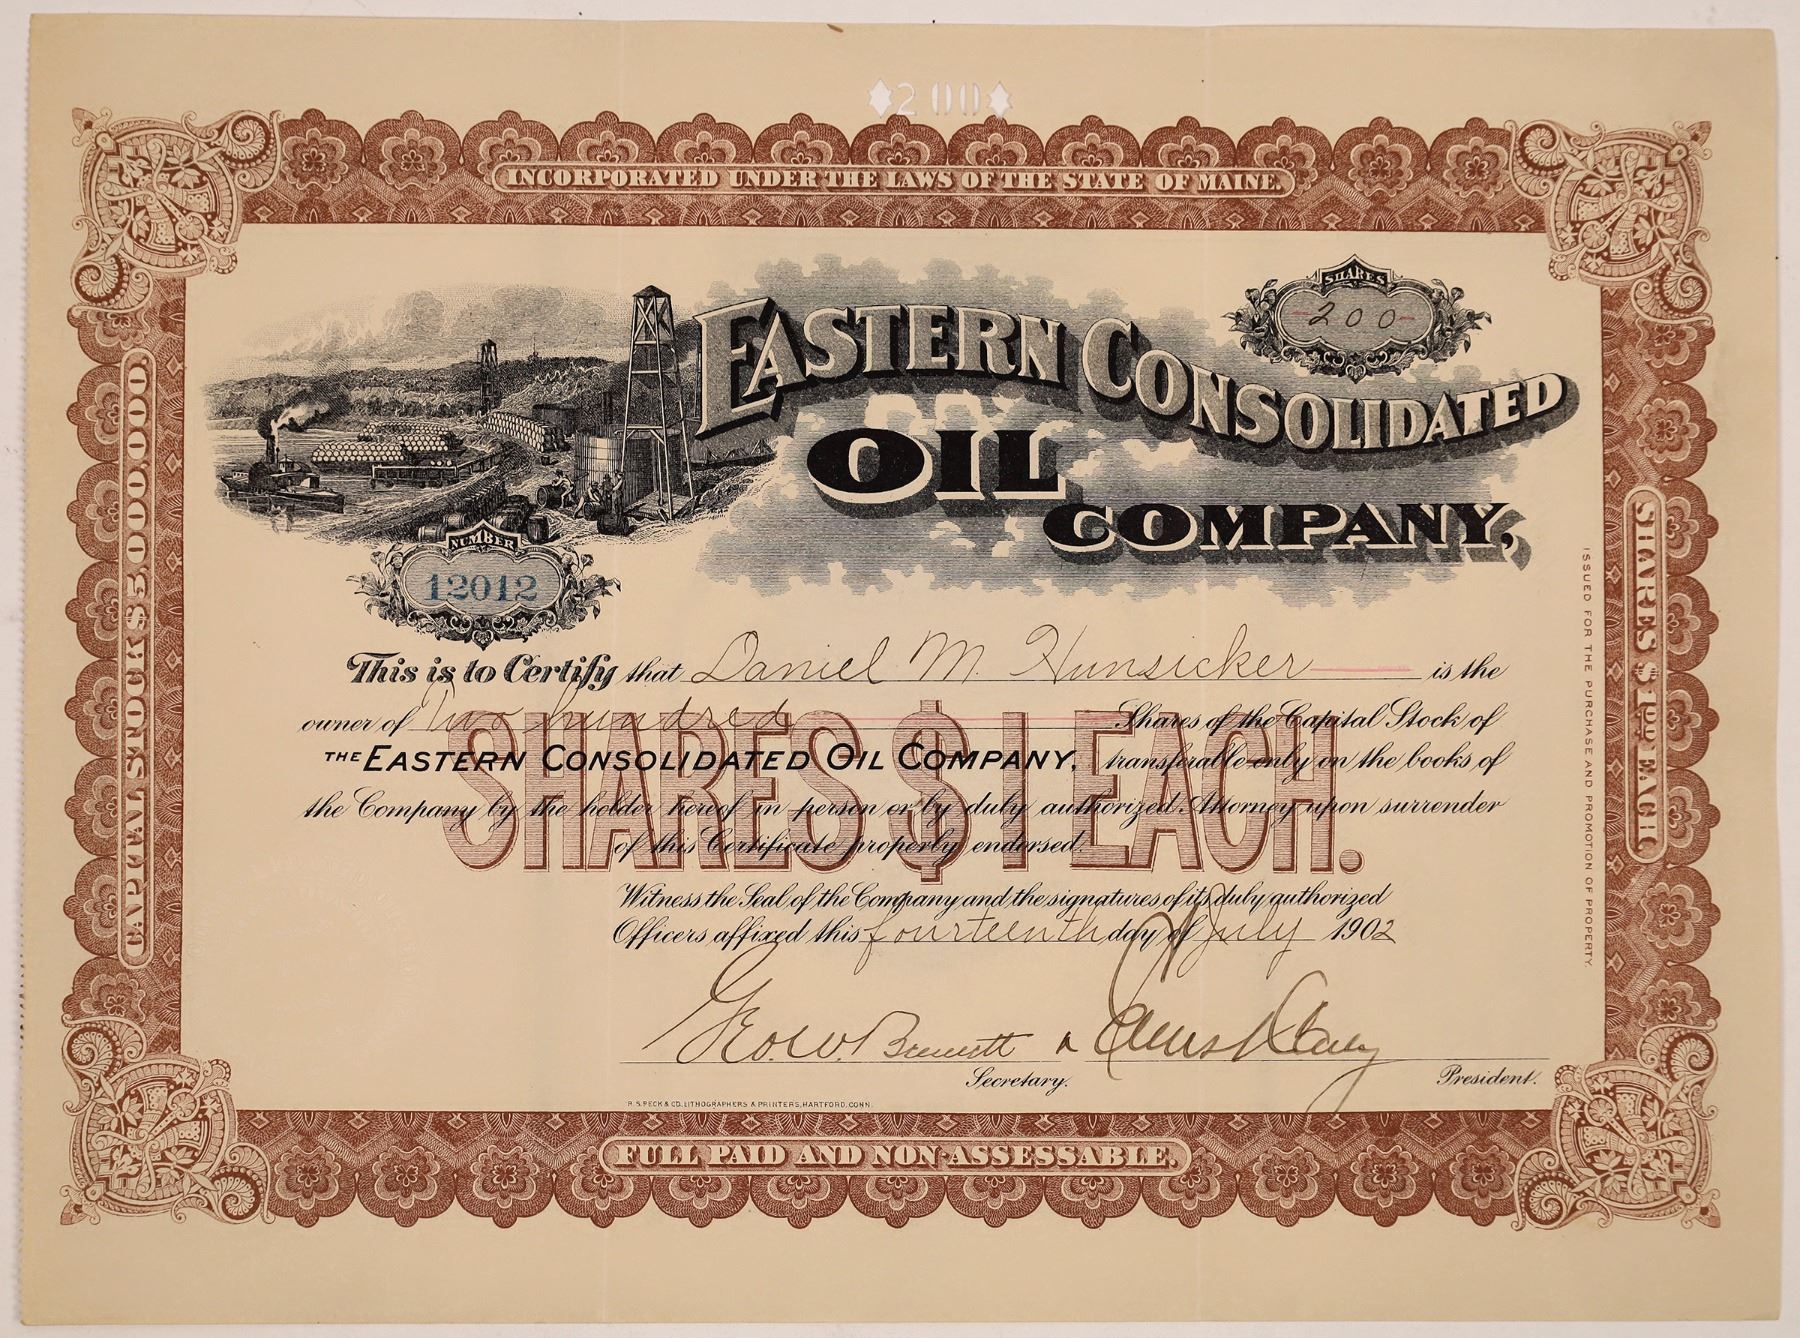 200
INCORPORATED UNDER THE LAWS OF THE STATE OF MAINE.
SHARES
200
EASTERN CONSOLIDATED
OIL
COMPANY,
NUMBER
12012
CAPITAL STOCK $5,000,000
SHARES $1.00 EACH
ISSUED FOR THE PURCHASE AND PROMOTION OF PROPERTY.
This is to Certify that Daniel M. Hunsicker is the
owner of Two hundred Shares of the Capital Stock of
THE EASTERN CONSOLIDATED OIL COMPANY, transferable only on the books of
the Company by the holder hereof in person or by duly authorized Attorney upon surrender
of this Certificate properly endorsed.
SHARES $1 EACH.
Witness the Seal of the Company and the signatures of its duly authorized
Officers affixed this fourteenth day of July 1902
Geo. W.
Secretary.
President.
R.S. PECK & CO. LITHOGRAPHERS & PRINTERS, HARTFORD, CONN.
FULL PAID AND NON-ASSESSABLE.